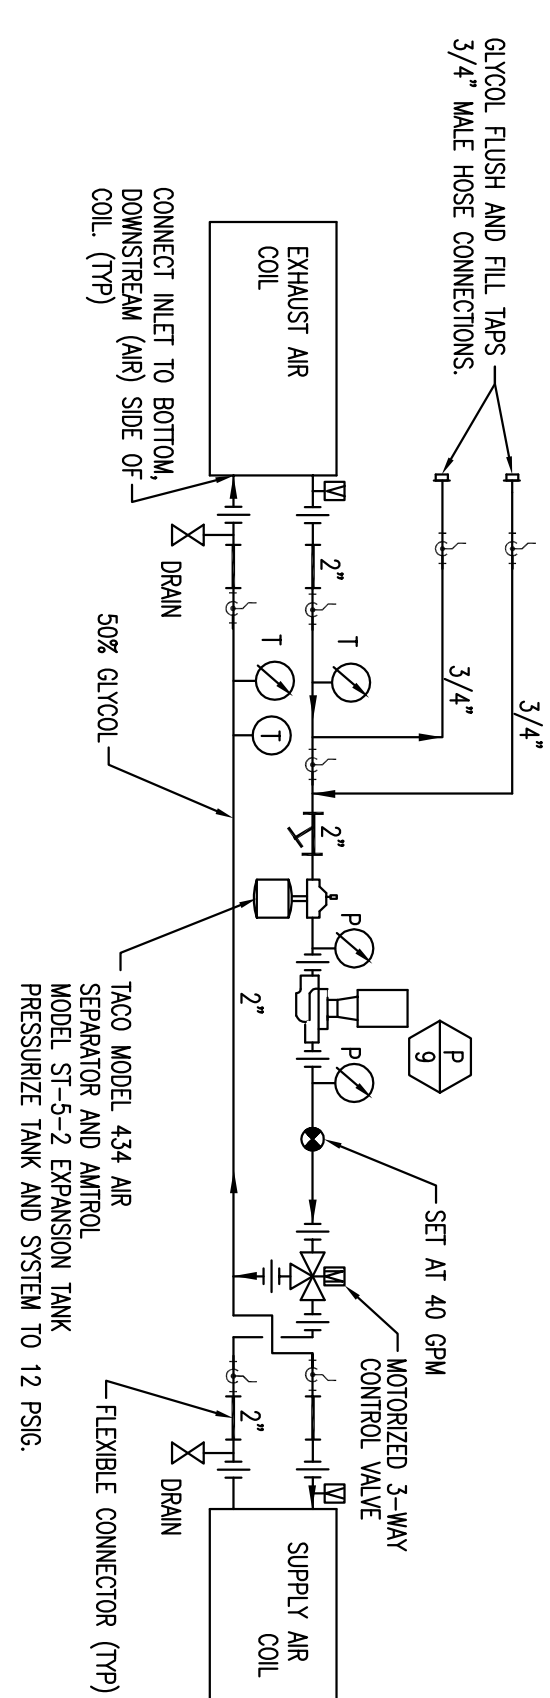 GLYCOL FLUSH AND FILL TAPS
3/4" MALE HOSE CONNECTIONS.
3/4"
3/4"
EXHAUST AIR
COIL
CONNECT INLET TO BOTTOM,
DOWNSTREAM (AIR) SIDE OF
COIL. (TYP)
DRAIN
2"
T
T
T
50% GLYCOL
2"
P
P
P
9
2"
TACO MODEL 434 AIR
SEPARATOR AND AMTROL
MODEL ST-5-2 EXPANSION TANK
PRESSURIZE TANK AND SYSTEM TO 12 PSIG.
SET AT 40 GPM
MOTORIZED 3-WAY
CONTROL VALVE
M
2"
FLEXIBLE CONNECTOR (TYP)
DRAIN
V
V
SUPPLY AIR
COIL